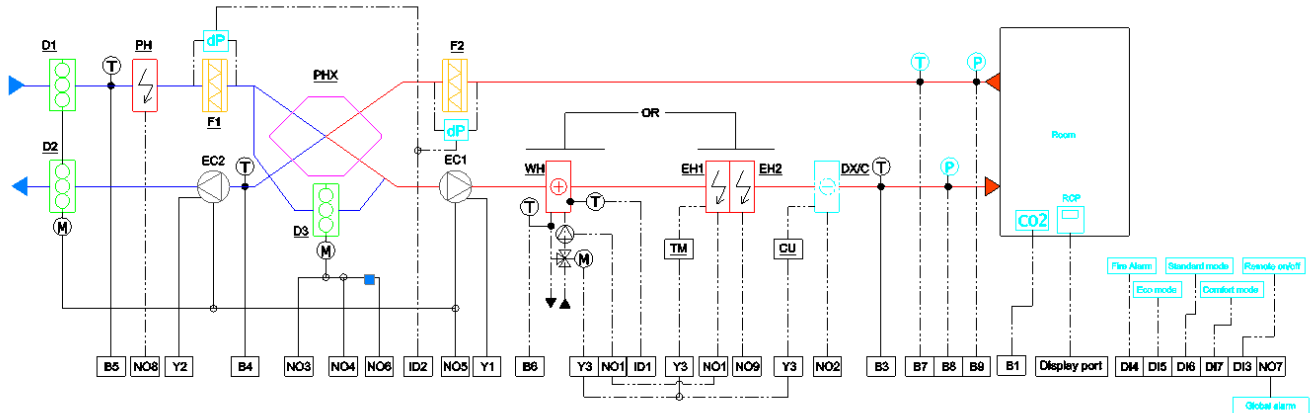 D1
T
PH
dP
F1
PHX
F2
dP
OR
T
P
Room
D2
EC2
T
EC1
WH
EH1
EH2
DX/C
T
P
RCP
CO2
M
D3
M
T
T
M
TM
CU
Fire Alarm
Standard mode
Remote on/off
Eco mode
Comfort mode
B5
NO8
Y2
B4
NO3
NO4
NO6
ID2
NO5
Y1
B6
Y3
NO1
ID1
Y3
NO1
NO9
Y3
NO2
B3
B7
B8
B9
B1
Display port
DI4
DI5
DI6
DI7
DI3
NO7
Global alarm